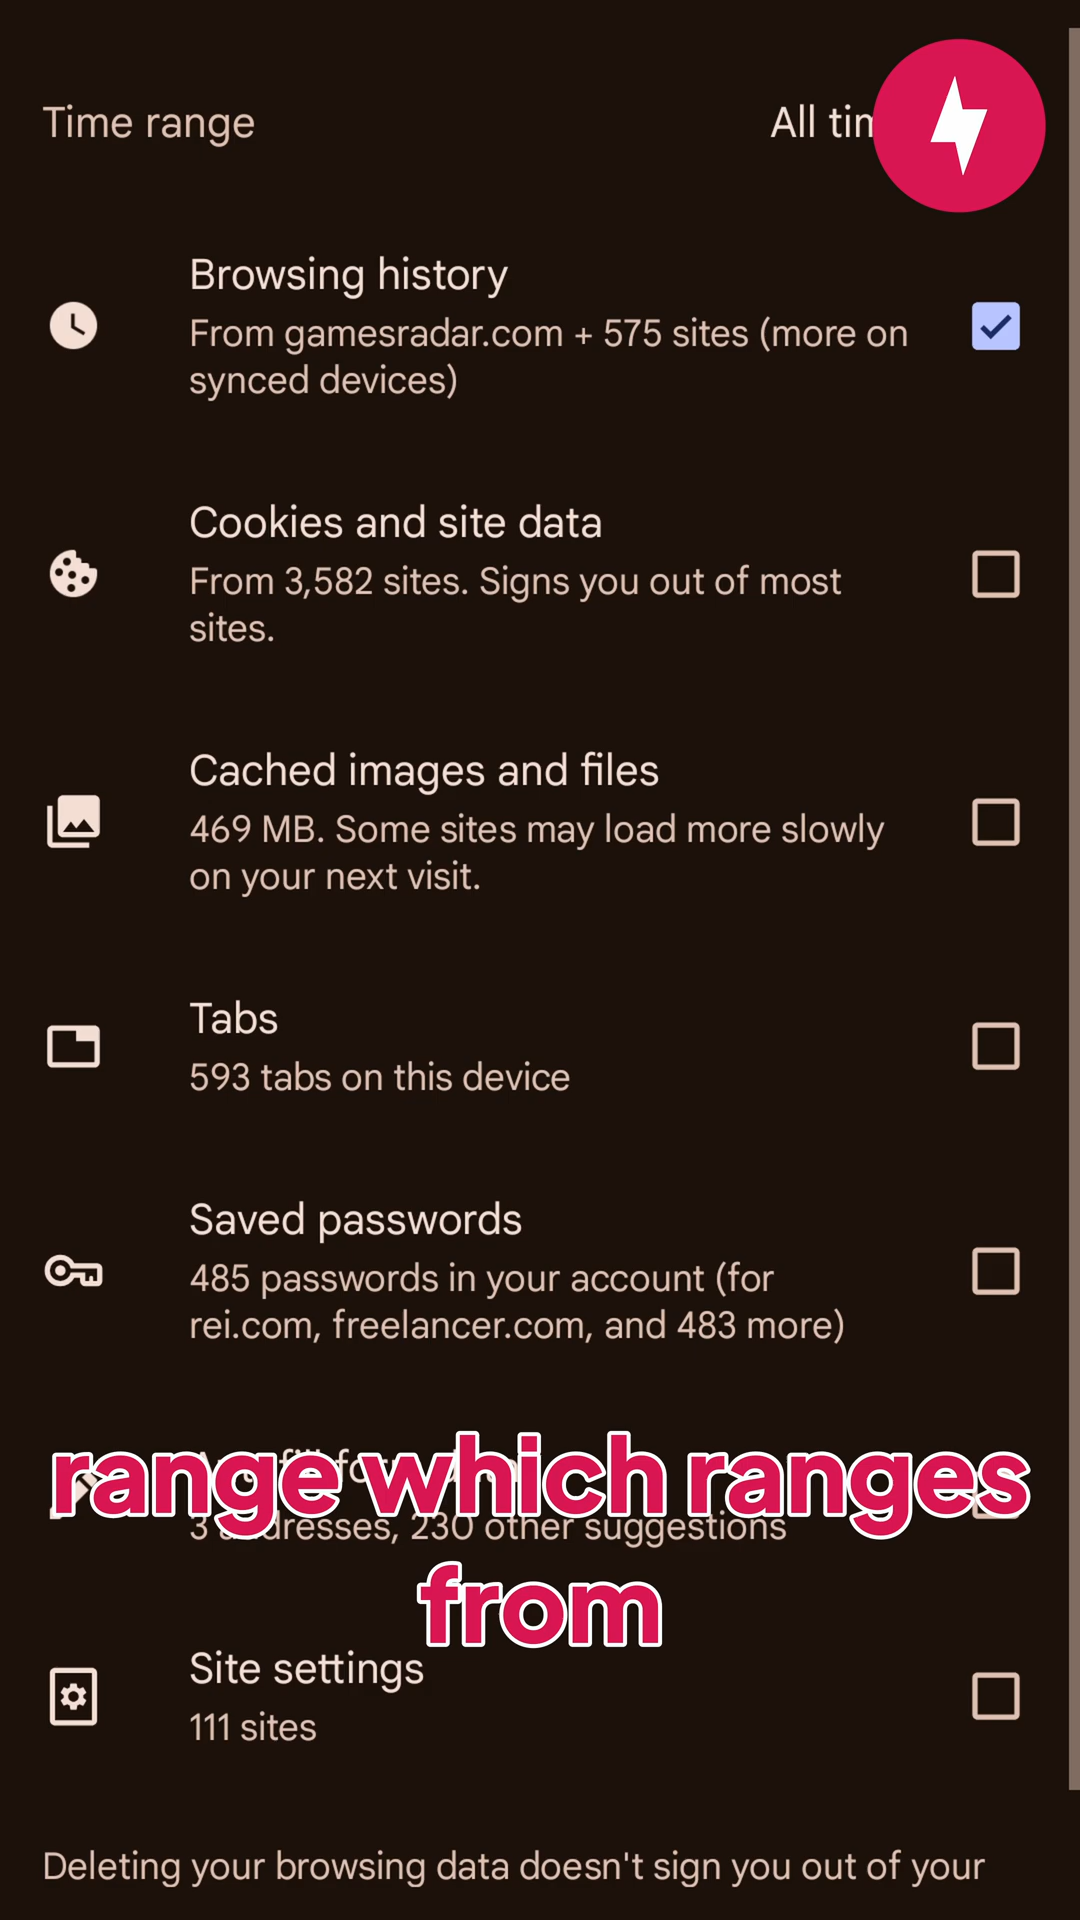 Time range
All
Browsing history
From gamesradar.com + 575 sites (more on
synced devices)
Cookies and site data
From 3,582 sites. Signs you out of most
sites.
Cached images and files
469 MB. Some sites may load more slowly
on your next visit.
Tabs
593 tabs on this device
Saved passwords
485 passwords in your account (for
rei.com, freelancer.com, and 483 more)
range which ranges
from
3 addresses, 230 other suggestions
Site settings
111 sites
Deleting your browsing data doesn't sign you out of your